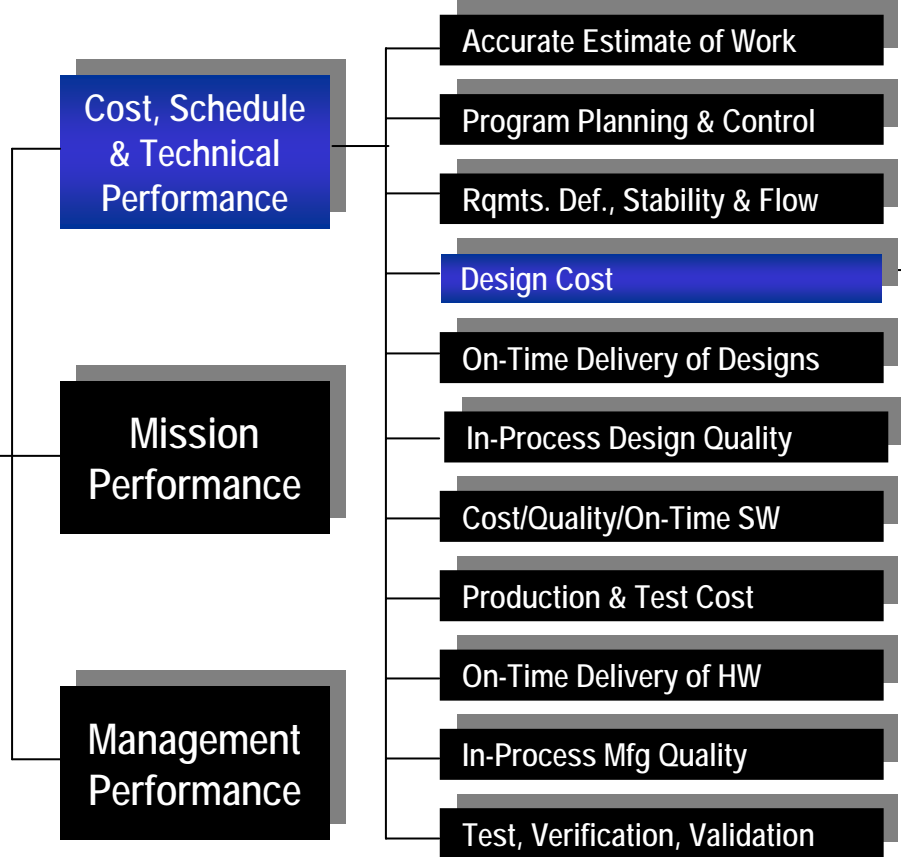 Cost, Schedule
& Technical
Performance
Mission
Performance
Management
Performance
Accurate Estimate of Work
Program Planning & Control
Rqmts. Def., Stability & Flow
Design Cost
On-Time Delivery of Designs
In-Process Design Quality
Cost/Quality/On-Time SW
Production & Test Cost
On-Time Delivery of HW
In-Process Mfg Quality
Test, Verification, Validation